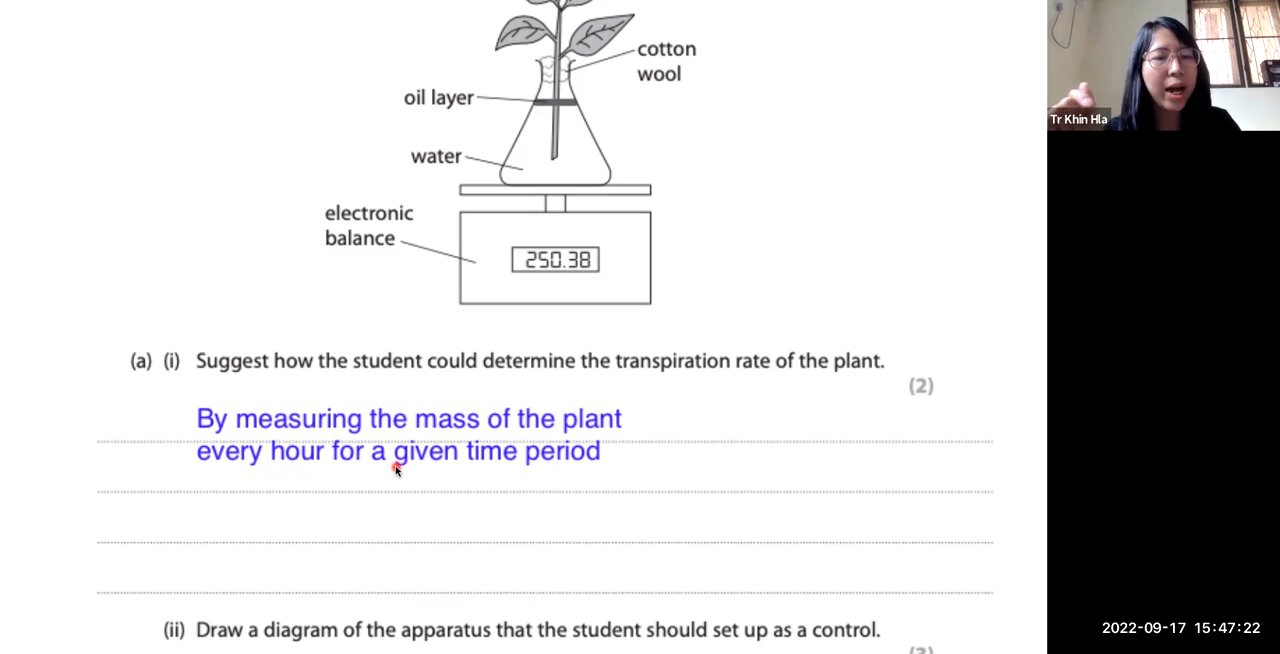 cotton
wool
oil layer
Tr Khin Hla
water
electronic
balance
250.38
(a) (i) Suggest how the student could determine the transpiration rate of the plant.
(2)
By measuring the mass of the plant
every hour for a given time period
(ii) Draw a diagram of the apparatus that the student should set up as a control.
2022-09-17 15:47:22